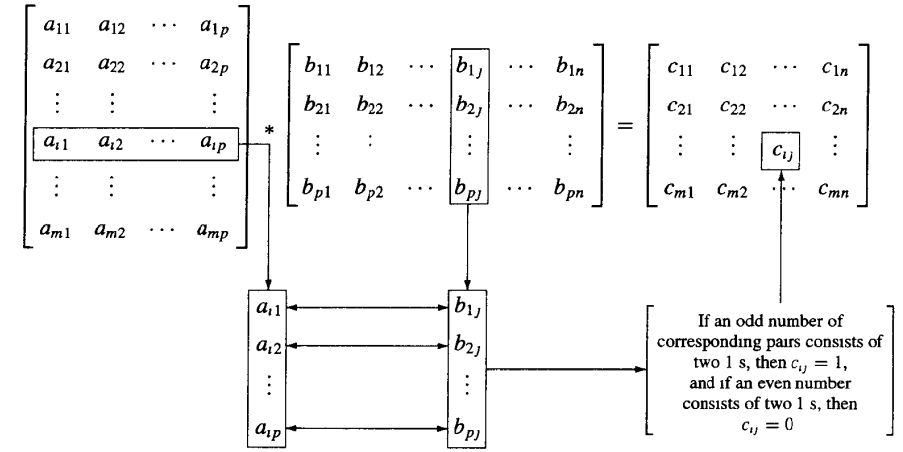 a₁₁ a₁₂ ⋯ a₁ₚ
a₂₁ a₂₂ ⋯ a₂ₚ
⋮ ⋮ ⋮
aᵢ₁ aᵢ₂ ⋯ aᵢₚ
⋮ ⋮ ⋮
aₘ₁ aₘ₂ ⋯ aₘₚ
*
b₁₁ b₁₂ ⋯ b₁ⱼ ⋯ b₁ₙ
b₂₁ b₂₂ ⋯ b₂ⱼ ⋯ b₂ₙ
⋮ ⋮ ⋮ ⋮
bₚ₁ bₚ₂ ⋯ bₚⱼ ⋯ bₚₙ
=
c₁₁ c₁₂ ⋯ c₁ₙ
c₂₁ c₂₂ ⋯ c₂ₙ
⋮ ⋮ cᵢⱼ ⋮
cₘ₁ cₘ₂ ⋯ cₘₙ
aᵢ₁ b₁ⱼ
aᵢ₂ b₂ⱼ
⋮ ⋮
aᵢₚ bₚⱼ
If an odd number of
corresponding pairs consists of
two 1 s, then cᵢⱼ = 1,
and if an even number
consists of two 1 s, then
cᵢⱼ = 0